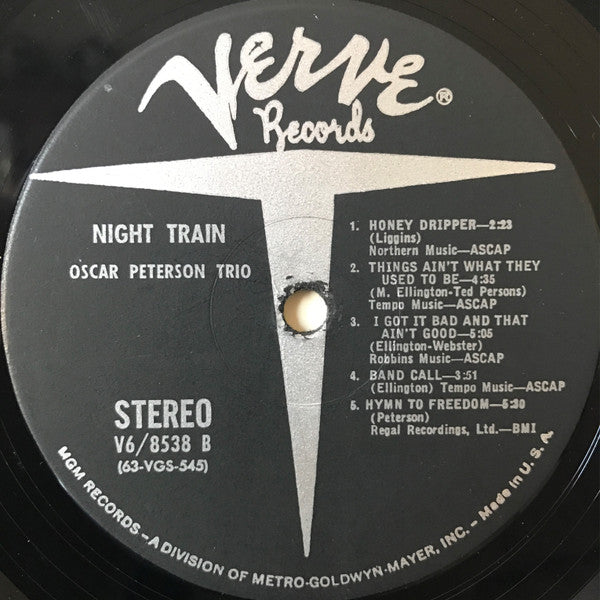 Verve®
Records
NIGHT TRAIN
OSCAR PETERSON TRIO
STEREO
V6/8538 B
(63-VGS-545)
1. HONEY DRIPPER—2:23
(Liggins)
Northern Music—ASCAP
2. THINGS AIN'T WHAT THEY
USED TO BE—4:35
(M. Ellington-Ted Persons)
Tempo Music—ASCAP
3. I GOT IT BAD AND THAT
AIN'T GOOD—5:05
(Ellington-Webster)
Robbins Music—ASCAP
4. BAND CALL—3:51
(Ellington) Tempo Music—ASCAP
5. HYMN TO FREEDOM—5:30
(Peterson)
Regal Recordings, Ltd.—BMI
MGM RECORDS – A DIVISION OF METRO-GOLDWYN-MAYER, INC. – Made in U. S. A.